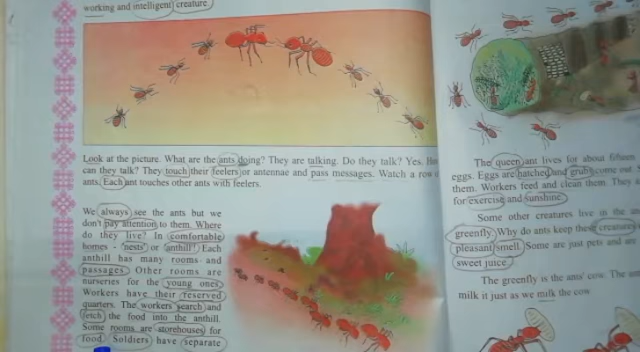 working and intelligent creature.
Look at the picture. What are the ants doing? They are talking. Do they talk? Yes.
can they talk? They touch their feelers or antennae and pass messages. Watch a row
ants. Each ant touches other ants with feelers.
We always see the ants but we
don't pay attention to them. Where
do they live? In comfortable
homes - 'nests' or 'anthill'. Each
anthill has many rooms and
passages. Other rooms are
nurseries for the young ones.
Workers have their reserved
quarters. The workers search and
fetch the food into the anthill.
Some rooms are storehouses for
food. Soldiers have separate
The queen ant lives for about fifteen
eggs. Eggs are hatched and grubs come out.
them. Workers feed and clean them. They
for exercise and sunshine.
Some other creatures live in the
greenfly. Why do ants keep these creatures
pleasant smell. Some are just pets and
sweet juice.
The greenfly is the ants' cow. The
milk it just as we milk the cow